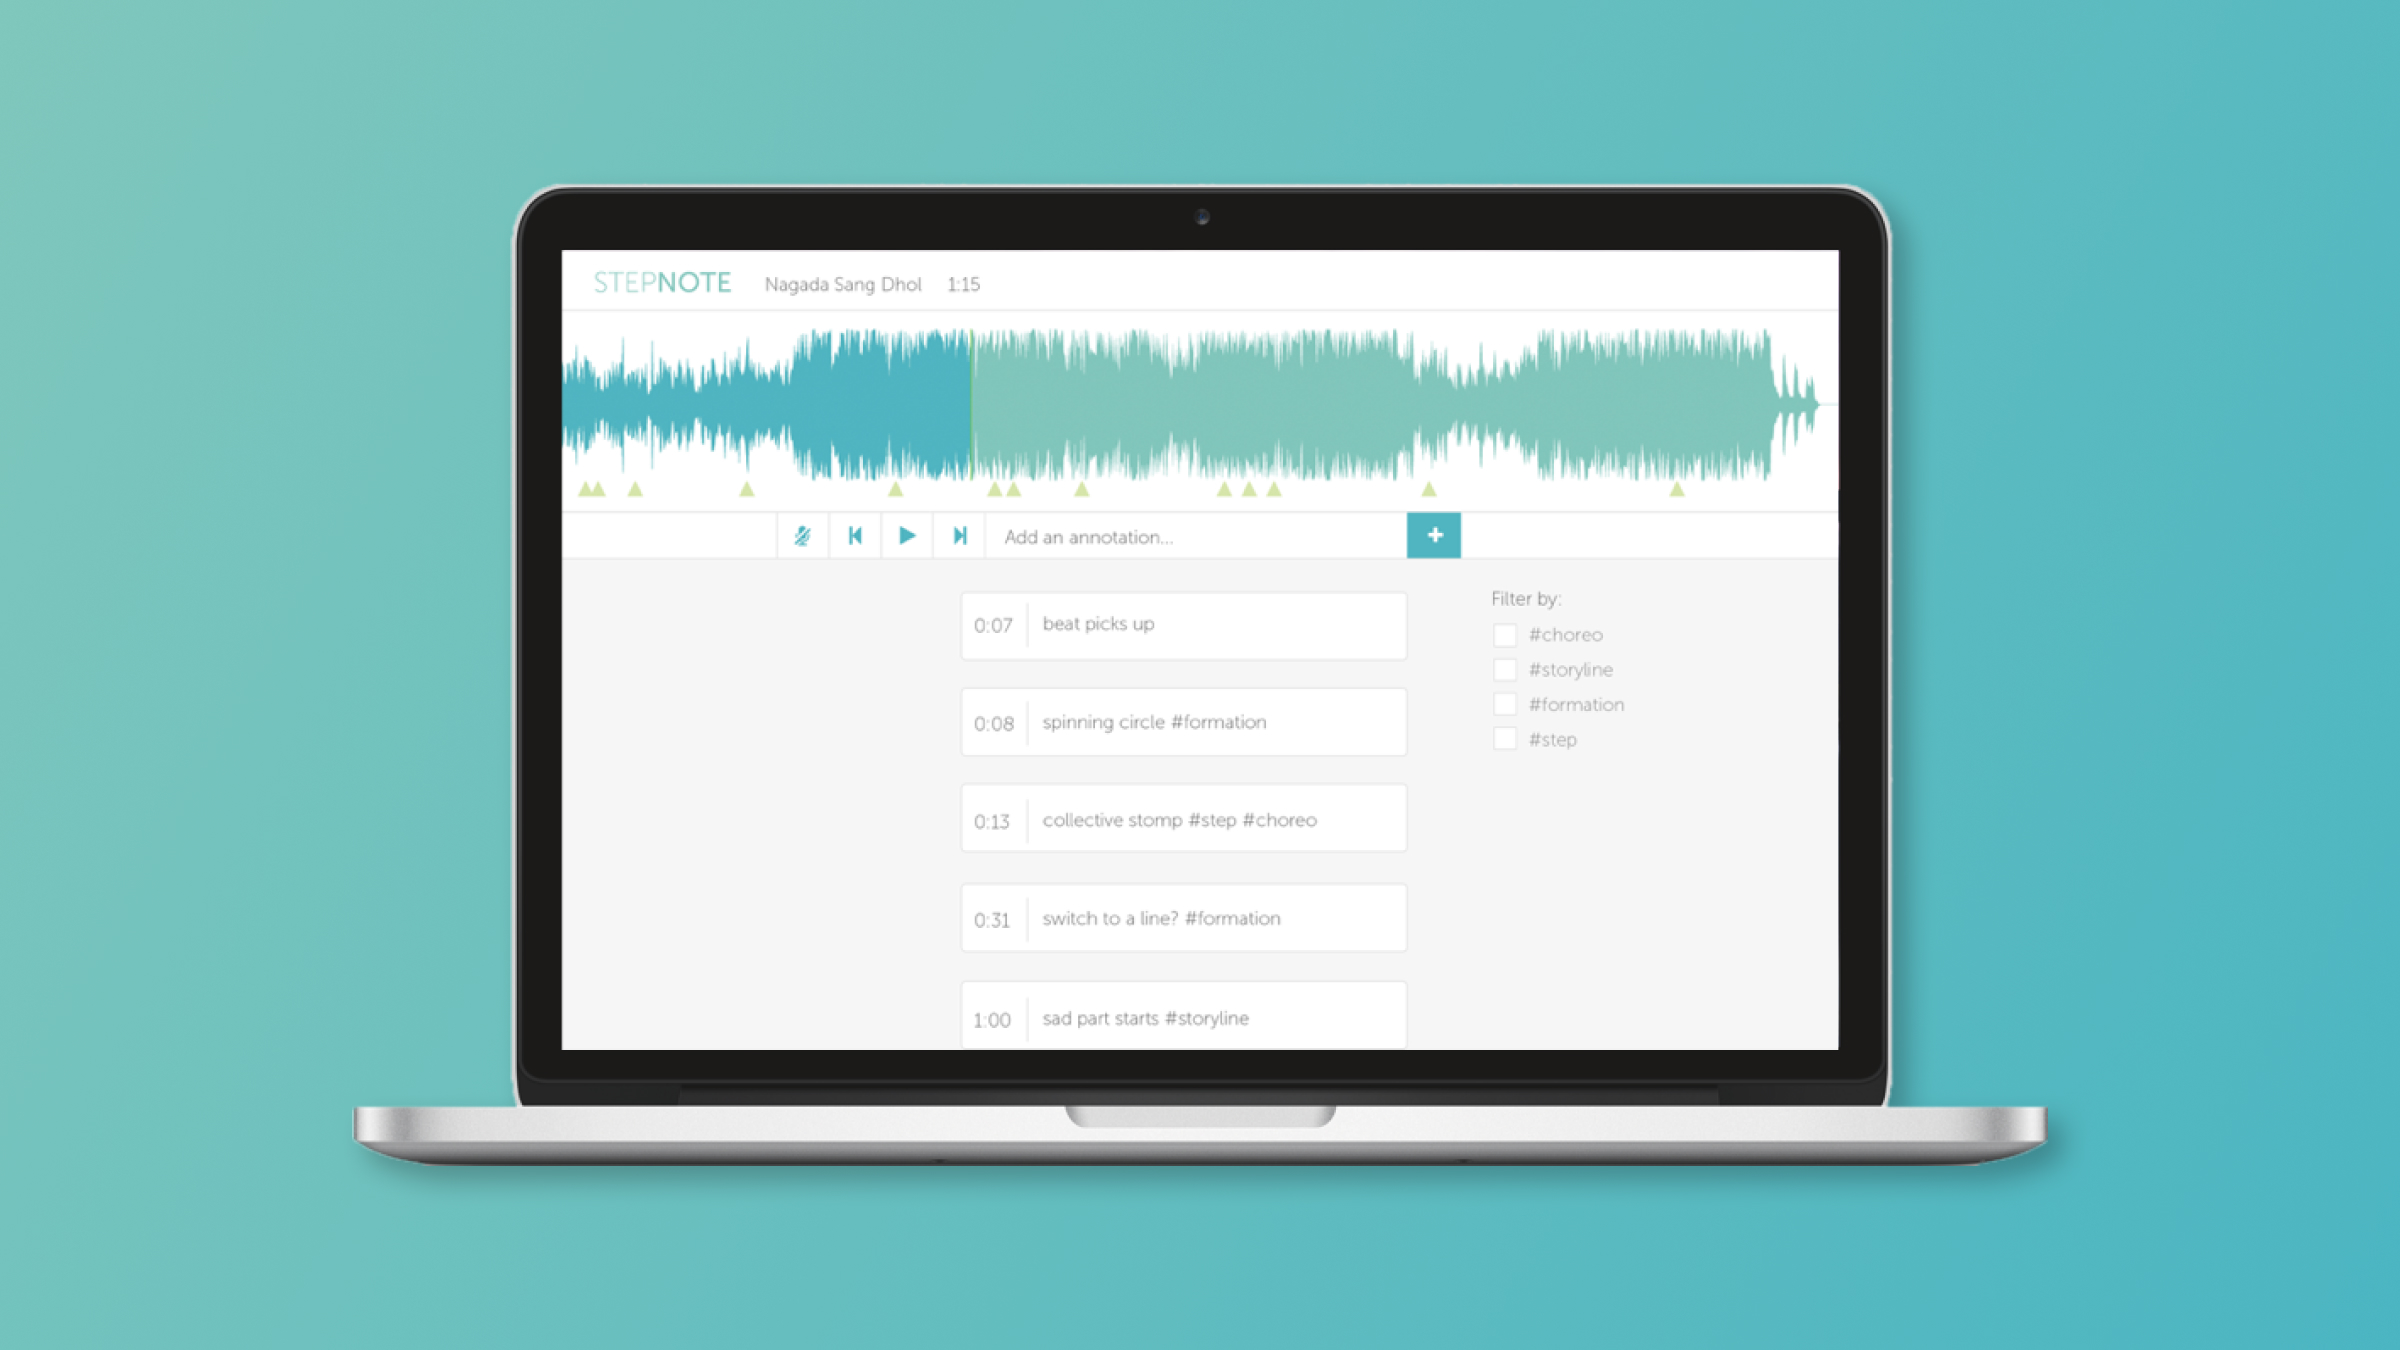 STEPNOTE Nagada Sang Dhol 1:15
Add an annotation...
Filter by:
#choreo
#storyline
#formation
#step
0:07 beat picks up
0:08 spinning circle #formation
0:13 collective stomp #step #choreo
0:31 switch to a line? #formation
1:00 sad part starts #storyline